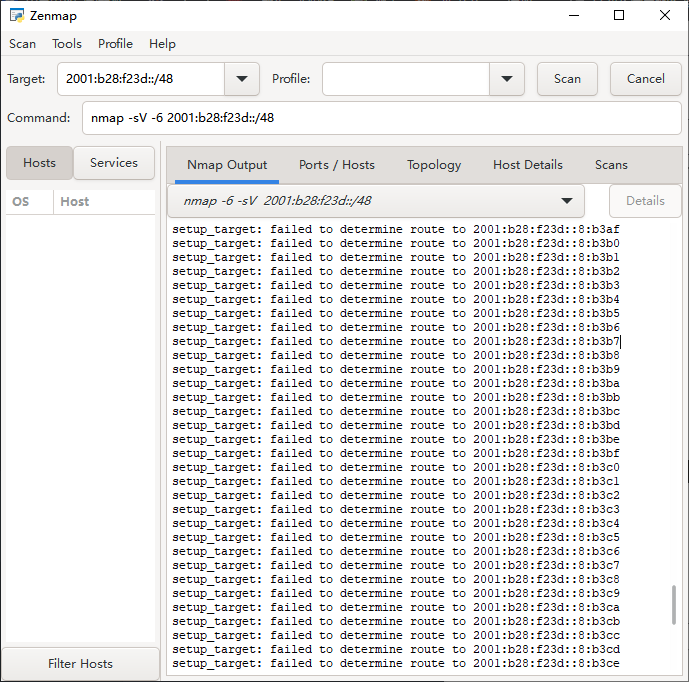 Zenmap
Scan Tools Profile Help
Target: 2001:b28:f23d::/48 Profile: Scan Cancel
Command: nmap -sV -6 2001:b28:f23d::/48
Hosts Services Nmap Output Ports / Hosts Topology Host Details Scans
OS Host nmap -6 -sV 2001:b28:f23d::/48 Details
setup_target: failed to determine route to 2001:b28:f23d::8:b3af
setup_target: failed to determine route to 2001:b28:f23d::8:b3b0
setup_target: failed to determine route to 2001:b28:f23d::8:b3b1
setup_target: failed to determine route to 2001:b28:f23d::8:b3b2
setup_target: failed to determine route to 2001:b28:f23d::8:b3b3
setup_target: failed to determine route to 2001:b28:f23d::8:b3b4
setup_target: failed to determine route to 2001:b28:f23d::8:b3b5
setup_target: failed to determine route to 2001:b28:f23d::8:b3b6
setup_target: failed to determine route to 2001:b28:f23d::8:b3b7
setup_target: failed to determine route to 2001:b28:f23d::8:b3b8
setup_target: failed to determine route to 2001:b28:f23d::8:b3b9
setup_target: failed to determine route to 2001:b28:f23d::8:b3ba
setup_target: failed to determine route to 2001:b28:f23d::8:b3bb
setup_target: failed to determine route to 2001:b28:f23d::8:b3bc
setup_target: failed to determine route to 2001:b28:f23d::8:b3bd
setup_target: failed to determine route to 2001:b28:f23d::8:b3be
setup_target: failed to determine route to 2001:b28:f23d::8:b3bf
setup_target: failed to determine route to 2001:b28:f23d::8:b3c0
setup_target: failed to determine route to 2001:b28:f23d::8:b3c1
setup_target: failed to determine route to 2001:b28:f23d::8:b3c2
setup_target: failed to determine route to 2001:b28:f23d::8:b3c3
setup_target: failed to determine route to 2001:b28:f23d::8:b3c4
setup_target: failed to determine route to 2001:b28:f23d::8:b3c5
setup_target: failed to determine route to 2001:b28:f23d::8:b3c6
setup_target: failed to determine route to 2001:b28:f23d::8:b3c7
setup_target: failed to determine route to 2001:b28:f23d::8:b3c8
setup_target: failed to determine route to 2001:b28:f23d::8:b3c9
setup_target: failed to determine route to 2001:b28:f23d::8:b3ca
setup_target: failed to determine route to 2001:b28:f23d::8:b3cb
setup_target: failed to determine route to 2001:b28:f23d::8:b3cc
setup_target: failed to determine route to 2001:b28:f23d::8:b3cd
setup_target: failed to determine route to 2001:b28:f23d::8:b3ce
Filter Hosts